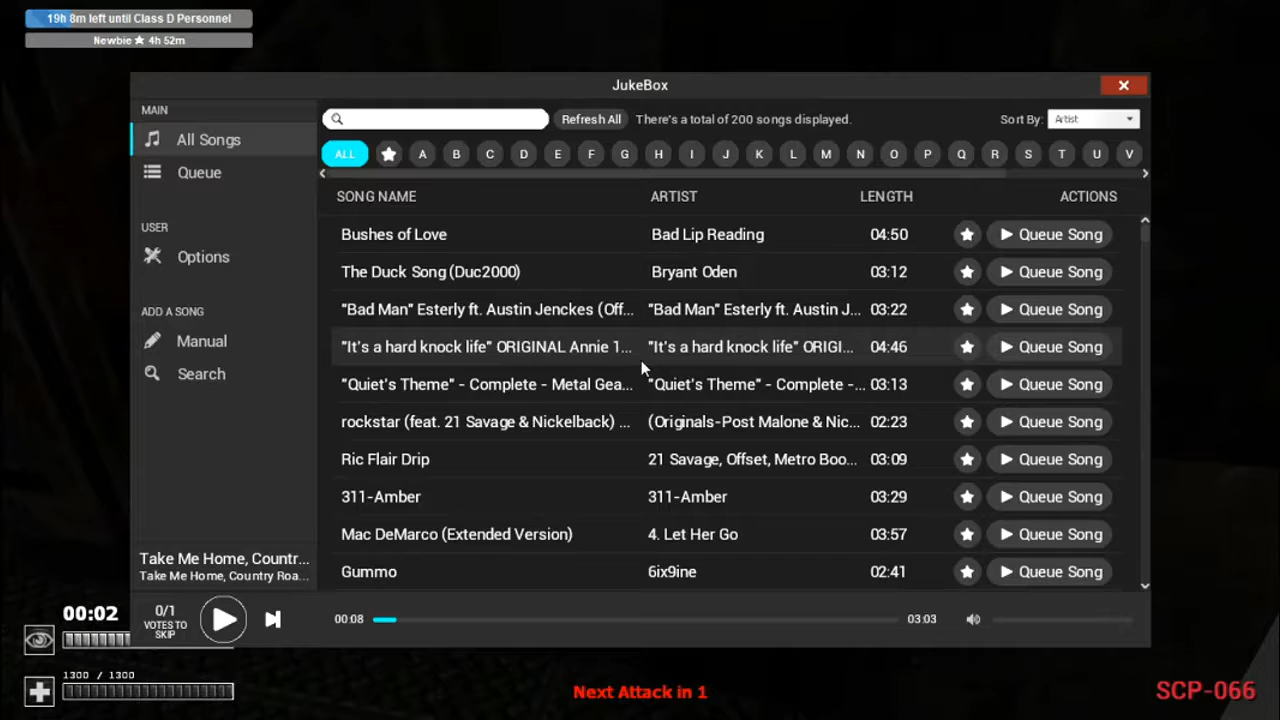 19h 8m left until Class D Personnel
Newbie ★ 4h 52m
JukeBox
MAIN
All Songs
Queue
USER
Options
ADD A SONG
Manual
Search
Refresh All There's a total of 200 songs displayed. Sort By: Artist
ALL ★ A B C D E F G H I J K L M N O P Q R S T U V
SONG NAME ARTIST LENGTH ACTIONS
Bushes of Love Bad Lip Reading 04:50 Queue Song
The Duck Song (Duc2000) Bryant Oden 03:12 Queue Song
"Bad Man" Esterly ft. Austin Jenckes (Off... "Bad Man" Esterly ft. Austin J... 03:22 Queue Song
"It's a hard knock life" ORIGINAL Annie 1... "It's a hard knock life" ORIGI... 04:46 Queue Song
"Quiet's Theme" - Complete - Metal Gea... "Quiet's Theme" - Complete -... 03:13 Queue Song
rockstar (feat. 21 Savage & Nickelback) ... (Originals-Post Malone & Nic... 02:23 Queue Song
Ric Flair Drip 21 Savage, Offset, Metro Boo... 03:09 Queue Song
311-Amber 311-Amber 03:29 Queue Song
Mac DeMarco (Extended Version) 4. Let Her Go 03:57 Queue Song
Gummo 6ix9ine 02:41 Queue Song
Take Me Home, Countr...
Take Me Home, Country Roa...
0/1
VOTES TO
SKIP
00:08 03:03
00:02
1300 / 1300
Next Attack in 1
SCP-066